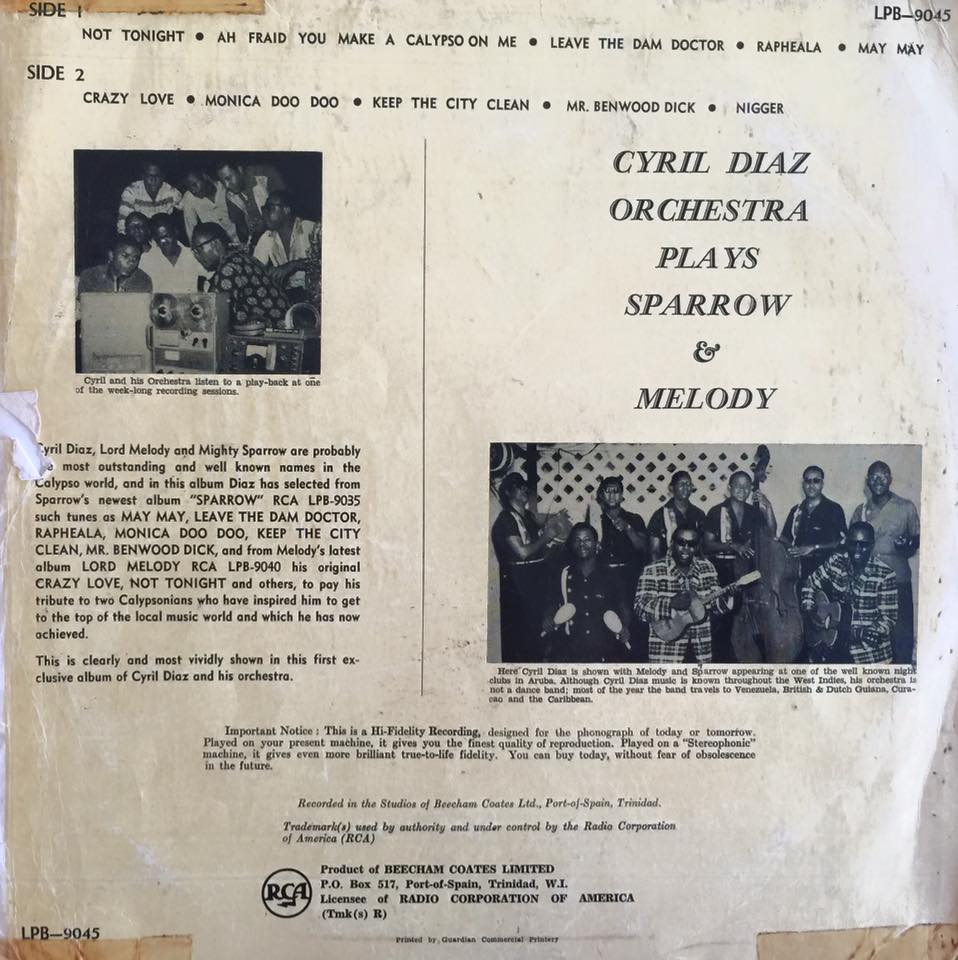 SIDE 1
LPB—9045
NOT TONIGHT ● AH FRAID YOU MAKE A CALYPSO ON ME ● LEAVE THE DAM DOCTOR ● RAPHEALA ● MAY MAY
SIDE 2
CRAZY LOVE ● MONICA DOO DOO ● KEEP THE CITY CLEAN ● MR. BENWOOD DICK ● NIGGER
CYRIL DIAZ
ORCHESTRA
PLAYS
SPARROW
&
MELODY
Cyril and his Orchestra listen to a play-back at one
of the week-long recording sessions.
Cyril Diaz, Lord Melody and Mighty Sparrow are probably
most outstanding and well known names in the
Calypso world, and in this album Diaz has selected from
Sparrow's newest album "SPARROW" RCA LPB-9035
such tunes as MAY MAY, LEAVE THE DAM DOCTOR,
RAPHEALA, MONICA DOO DOO, KEEP THE CITY
CLEAN, MR. BENWOOD DICK, and from Melody's latest
album LORD MELODY RCA LPB-9040 his original
CRAZY LOVE, NOT TONIGHT and others, to pay his
tribute to two Calypsonians who have inspired him to get
to the top of the local music world and which he has now
achieved.
This is clearly and most vividly shown in this first ex-
clusive album of Cyril Diaz and his orchestra.
Here Cyril Diaz is shown with Melody and Sparrow appearing at one of the well known night
clubs in Aruba. Although Cyril Diaz music is known throughout the West Indies, his orchestra is
not a dance band; most of the year the band travels to Venezuela, British & Dutch Guiana, Cura-
cao and the Caribbean.
Important Notice : This is a Hi-Fidelity Recording, designed for the phonograph of today or tomorrow.
Played on your present machine, it gives you the finest quality of reproduction. Played on a "Stereophonic"
machine, it gives even more brilliant true-to-life fidelity. You can buy today, without fear of obsolescence
in the future.
Recorded in the Studios of Beecham Coates Ltd., Port-of-Spain, Trinidad.
Trademark(s) used by authority and under control by the Radio Corporation
of America (RCA)
RCA
Product of BEECHAM COATES LIMITED
P.O. Box 517, Port-of-Spain, Trinidad, W.I.
Licensee of RADIO CORPORATION OF AMERICA
(Tmk(s) R)
LPB—9045
Printed by Guardian Commercial Printery